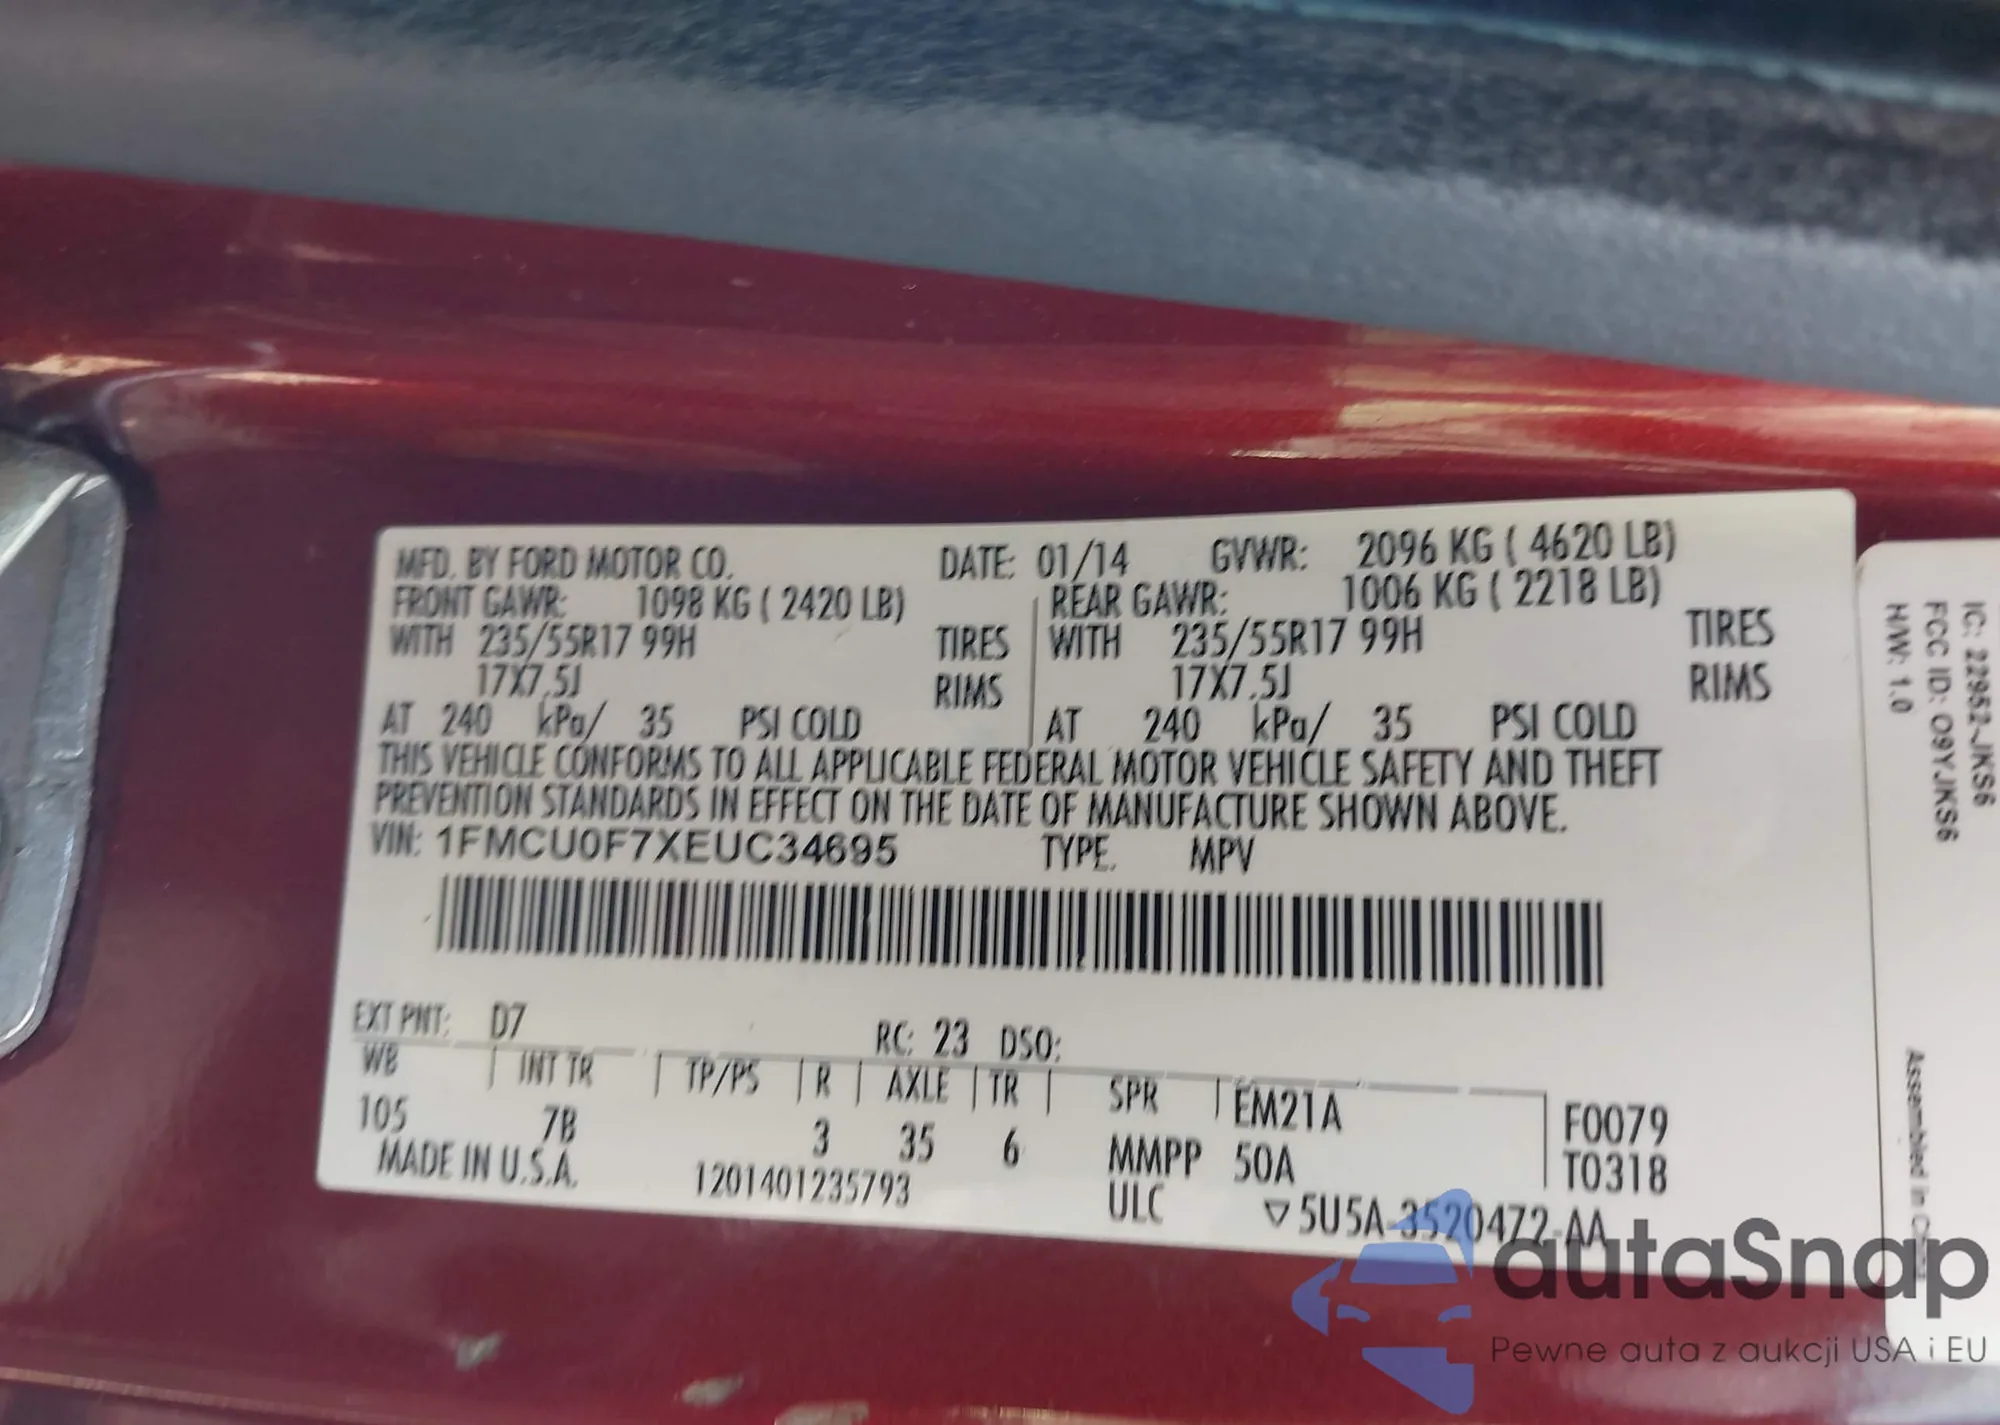 MFD. BY FORD MOTOR CO. DATE: 01/14 GVWR: 2096 KG ( 4620 LB)
FRONT GAWR: 1098 KG ( 2420 LB) REAR GAWR: 1006 KG ( 2218 LB)
WITH 235/55R17 99H TIRES WITH 235/55R17 99H TIRES
17X7.5J RIMS 17X7.5J RIMS
AT 240 kPa/ 35 PSI COLD AT 240 kPa/ 35 PSI COLD
THIS VEHICLE CONFORMS TO ALL APPLICABLE FEDERAL MOTOR VEHICLE SAFETY AND THEFT
PREVENTION STANDARDS IN EFFECT ON THE DATE OF MANUFACTURE SHOWN ABOVE.
VIN: 1FMCU0F7XEUC34695 TYPE. MPV
EXT PNT: D7 RC: 23 DSO:
WB INT TR TP/PS R AXLE TR SPR EM21A F0079
105 7B 3 35 6 MMPP 50A T0318
MADE IN U.S.A. 1201401235793 ULC ▽5U5A-3520472-AA
IC: 22952-JKS6
FCC ID: O9YJKS6
H/W: 1.0
Assembled in
autaSnap
Pewne auta z aukcji USA i EU